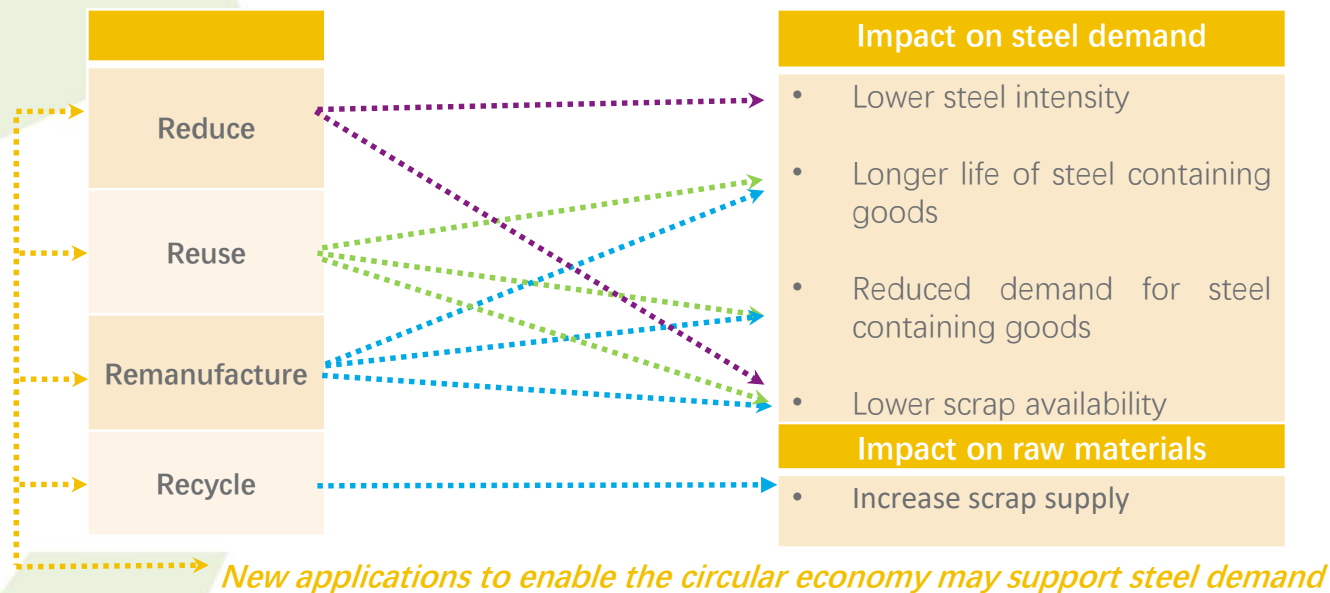 Impact on steel demand
Reduce
Reuse
Remanufacture
Recycle
• Lower steel intensity
• Longer life of steel containing
goods
• Reduced demand for steel
containing goods
• Lower scrap availability
Impact on raw materials
• Increase scrap supply
New applications to enable the circular economy may support steel demand